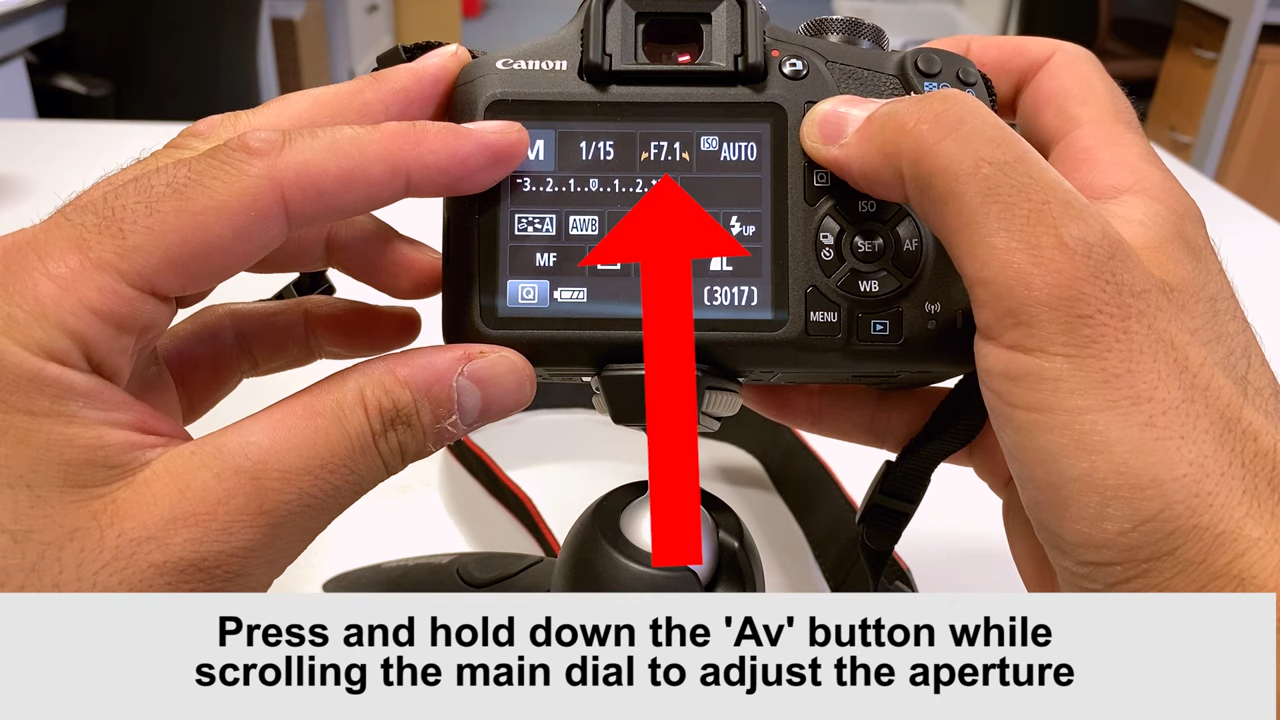 Canon
M 1/15 F7.1 ISO AUTO
-3..2..1..0..1..2.
AWB UP
MF L
Q (3017)
Q
ISO
SET AF
WB
MENU
Press and hold down the 'Av' button while
scrolling the main dial to adjust the aperture